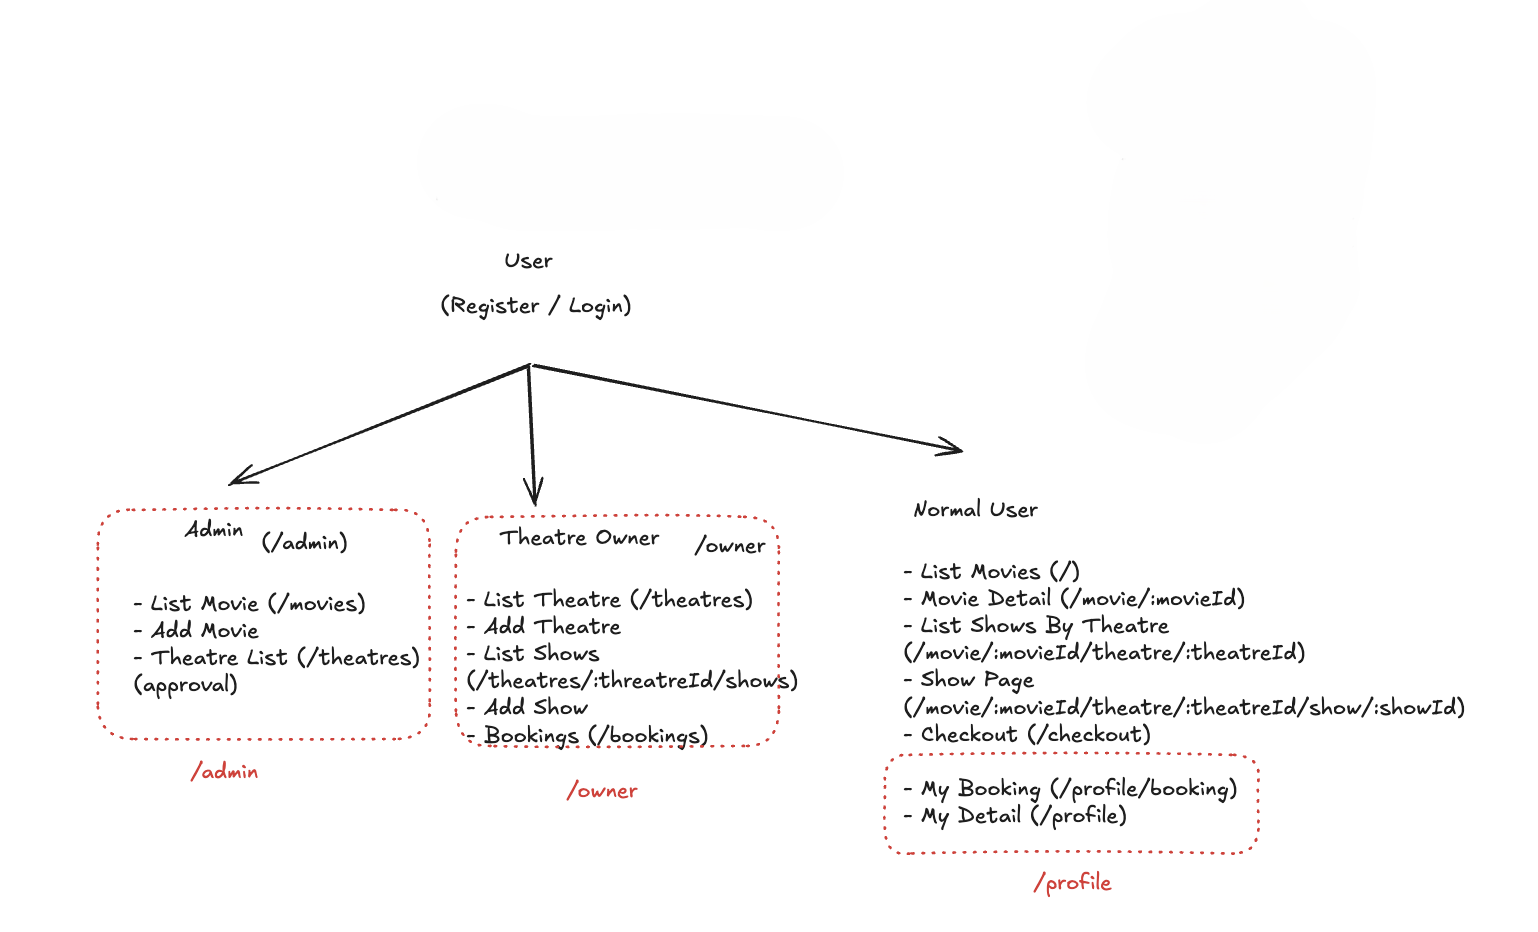 User
(Register / Login)
Admin (/admin)
- List Movie (/movies)
- Add Movie
- Theatre List (/theatres)
(approval)
/admin
Theatre Owner /owner
- List Theatre (/theatres)
- Add Theatre
- List Shows
(/theatres/:threatreId/shows)
- Add Show
- Bookings (/bookings)
/owner
Normal User
- List Movies (/)
- Movie Detail (/movie/:movieId)
- List Shows By Theatre
(/movie/:movieId/theatre/:theatreId)
- Show Page
(/movie/:movieId/theatre/:theatreId/show/:showId)
- Checkout (/checkout)
- My Booking (/profile/booking)
- My Detail (/profile)
/profile